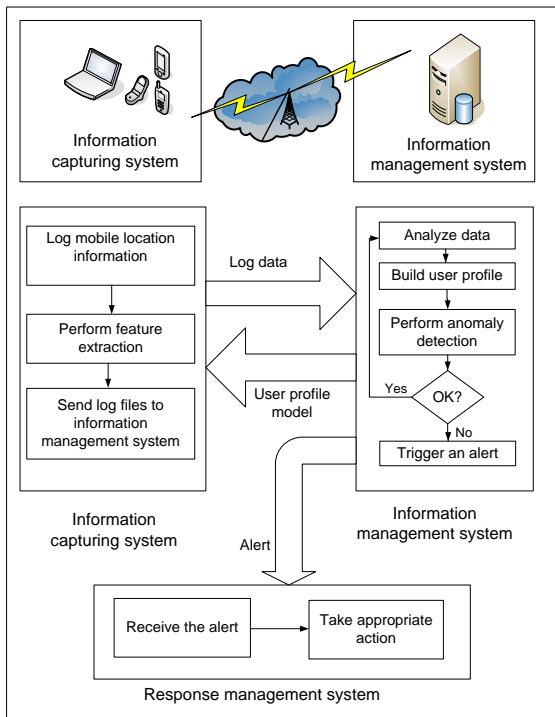 Information
capturing system
Information
management system
Log mobile location
information
Perform feature
extraction
Send log files to
information
management system
Information
capturing system
Log data
User profile
model
Alert
Analyze data
Build user profile
Perform anomaly
detection
Yes
OK?
No
Trigger an alert
Information
management system
Receive the alert
Take appropriate
action
Response management system